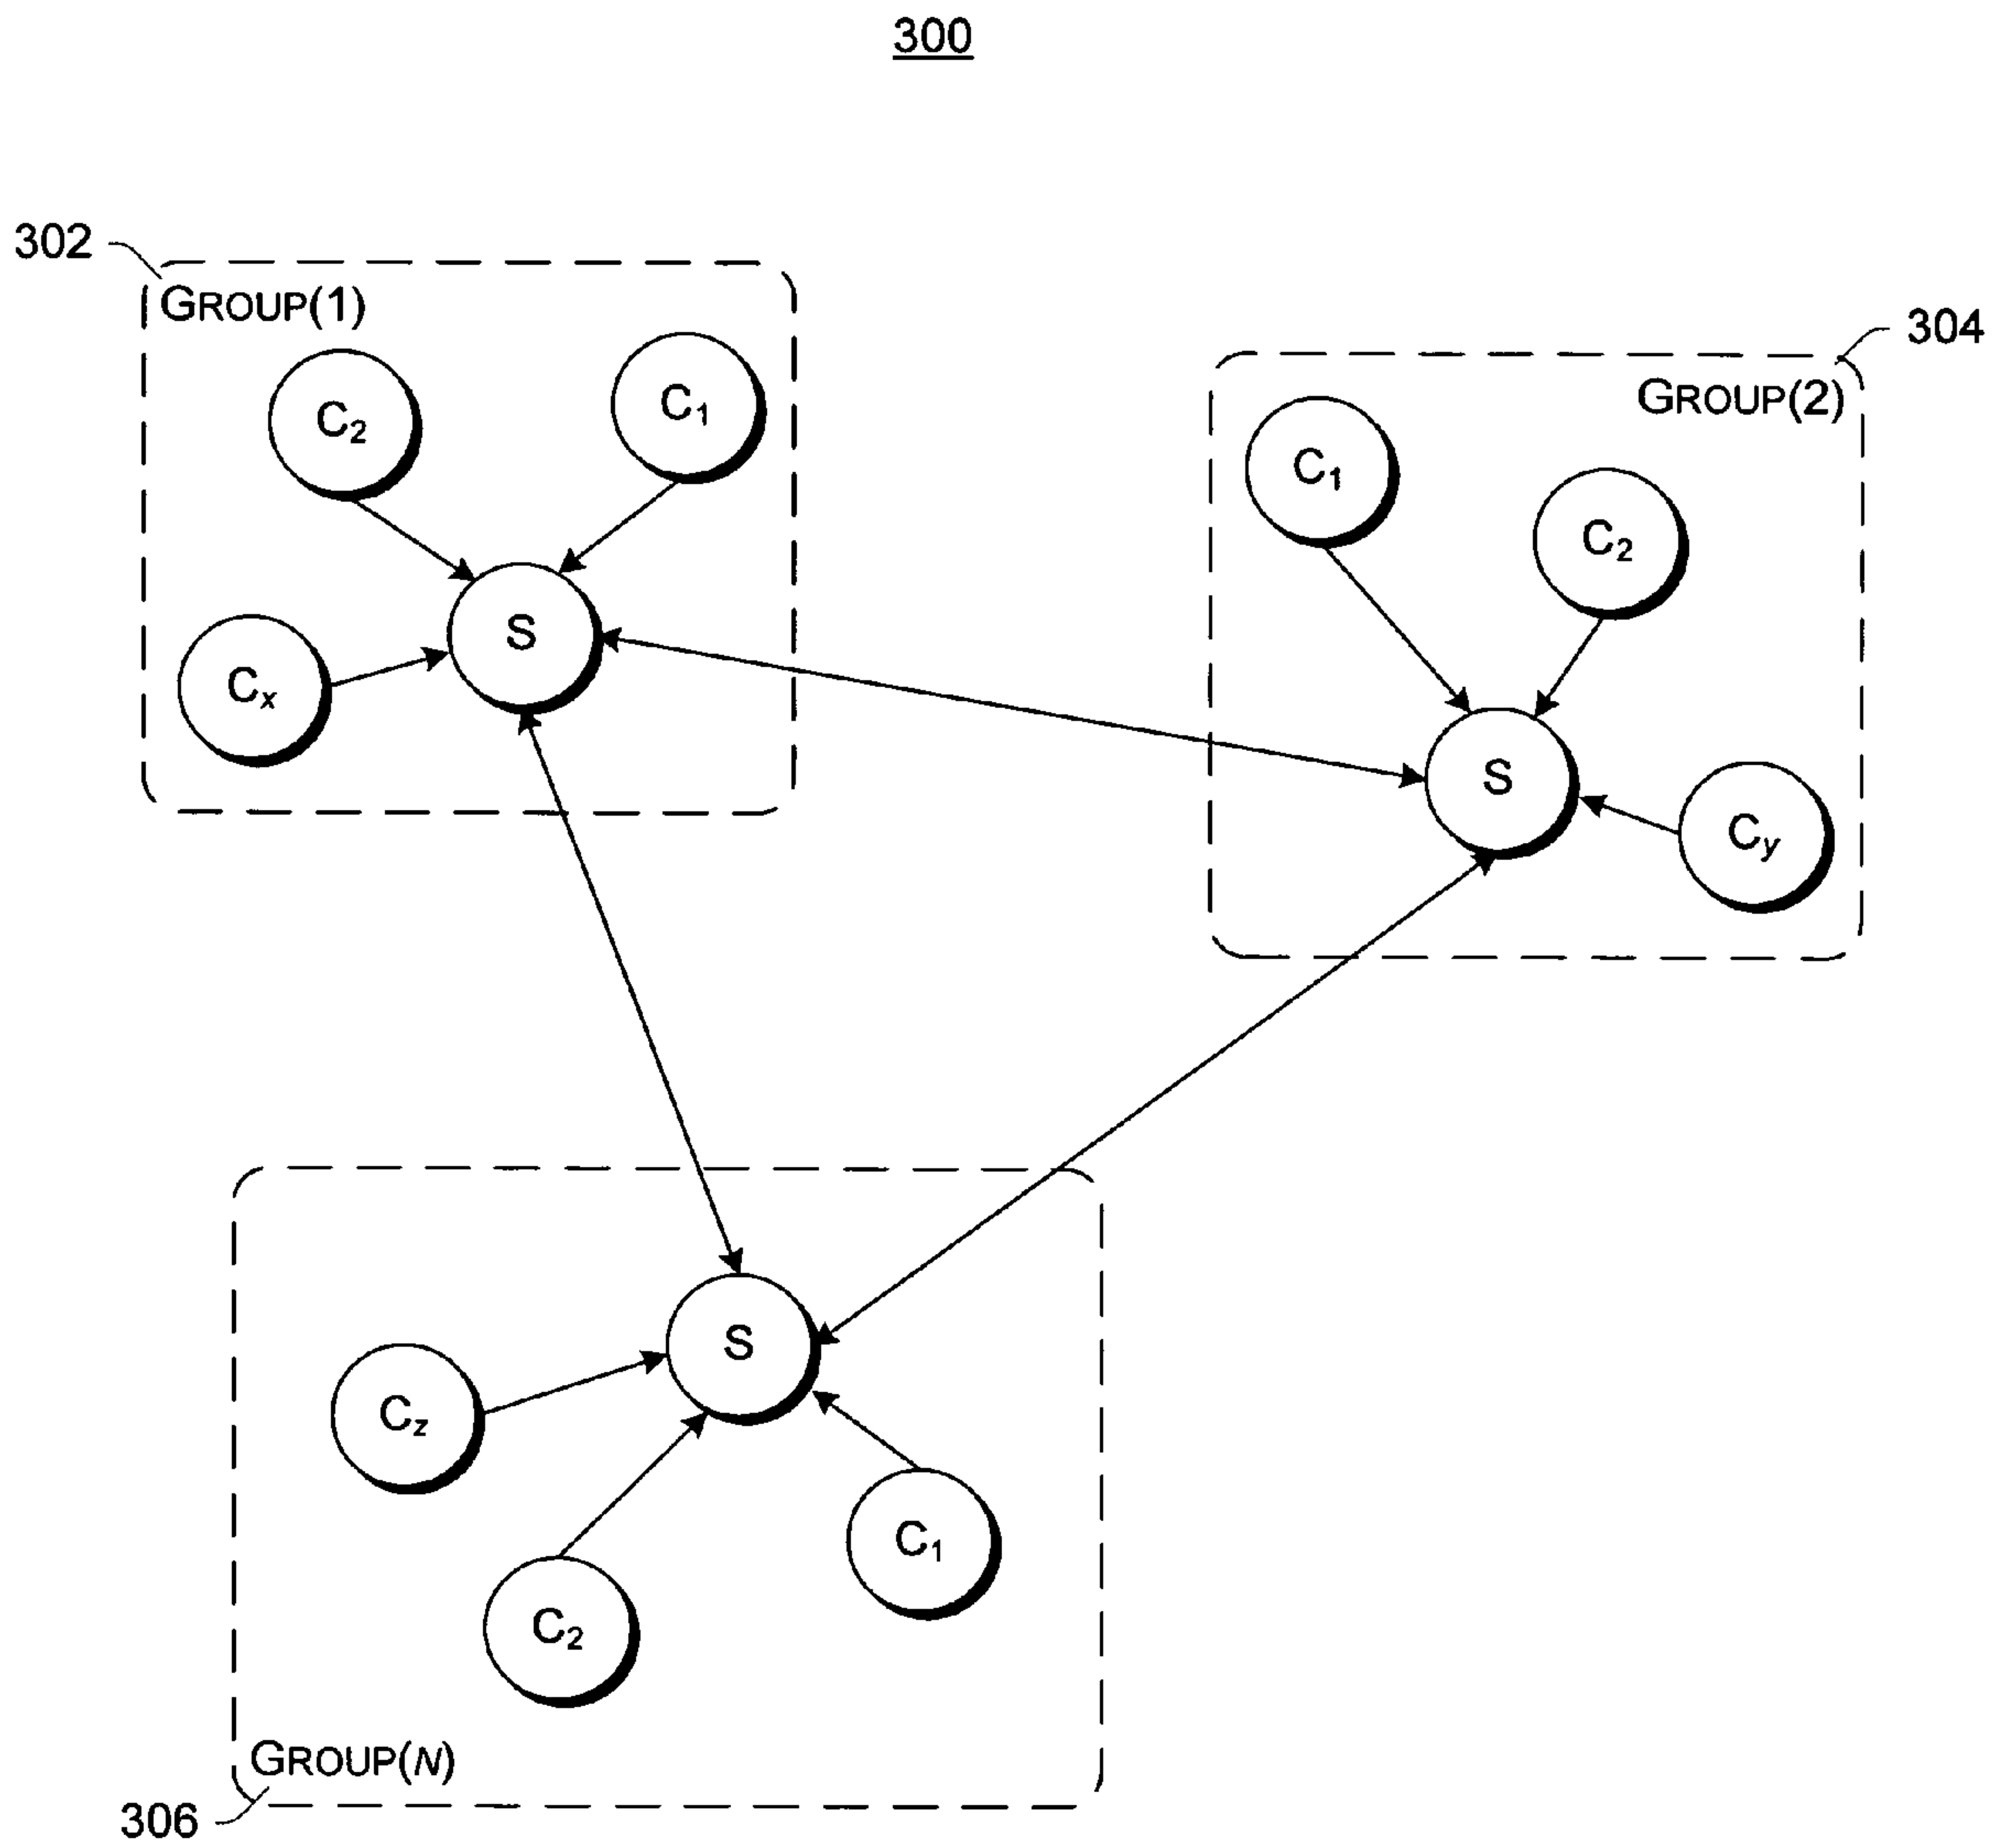 300
302
GROUP(1)
C2
C1
S
Cx
304
GROUP(2)
C1
C2
S
Cy
S
Cz
C1
C2
GROUP(N)
306